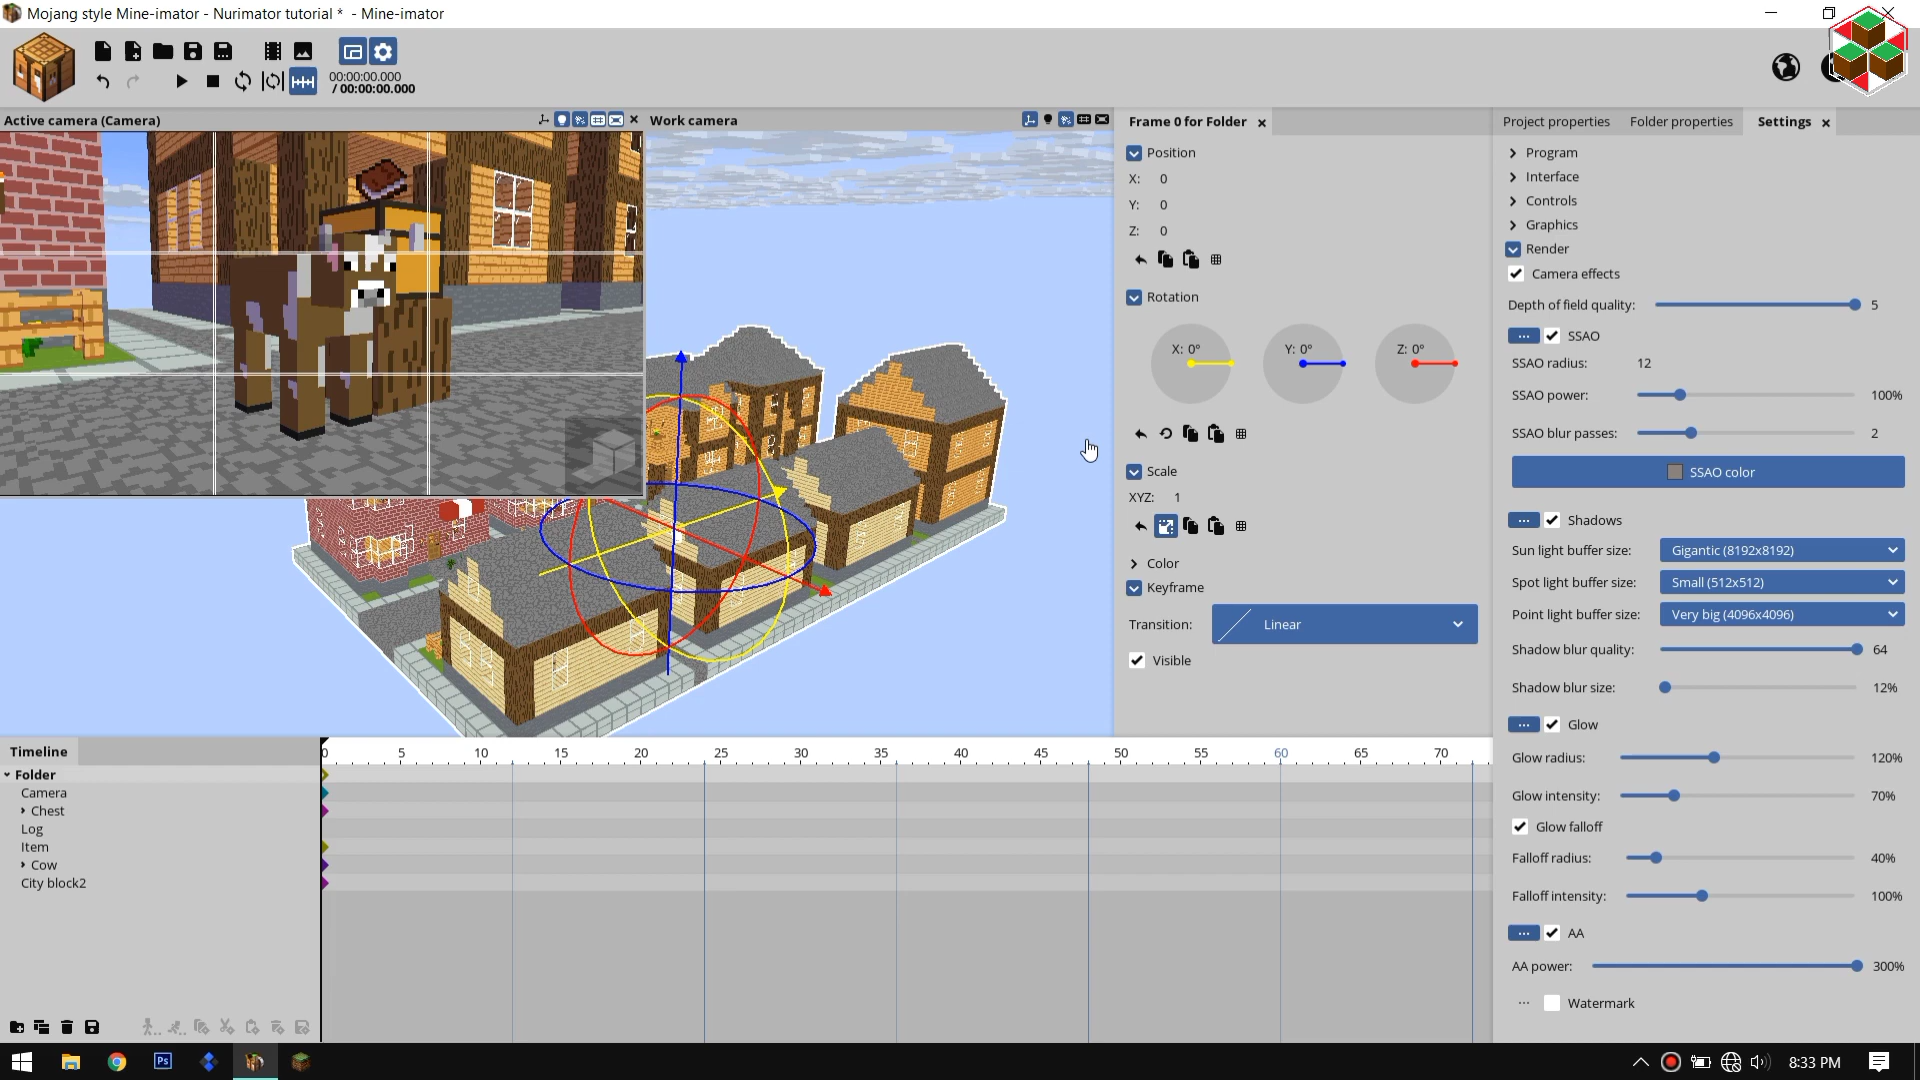 Mojang style Mine-imator - Nurimator tutorial * - Mine-imator
00:00:00.000
/ 00:00:00.000
Active camera (Camera)
Work camera
Frame 0 for Folder
Position
X: 0
Y: 0
Z: 0
Rotation
X: 0° Y: 0° Z: 0°
Scale
XYZ: 1
Color
Keyframe
Transition: Linear
Visible
Project properties Folder properties Settings
Program
Interface
Controls
Graphics
Render
Camera effects
Depth of field quality: 5
SSAO
SSAO radius: 12
SSAO power: 100%
SSAO blur passes: 2
SSAO color
Shadows
Sun light buffer size: Gigantic (8192x8192)
Spot light buffer size: Small (512x512)
Point light buffer size: Very big (4096x4096)
Shadow blur quality: 64
Shadow blur size: 12%
Glow
Glow radius: 120%
Glow intensity: 70%
Glow falloff
Falloff radius: 40%
Falloff intensity: 100%
AA
AA power: 300%
Watermark
Timeline
0 5 10 15 20 25 30 35 40 45 50 55 60 65 70
Folder
Camera
Chest
Log
Item
Cow
City block2
Ps
8:33 PM